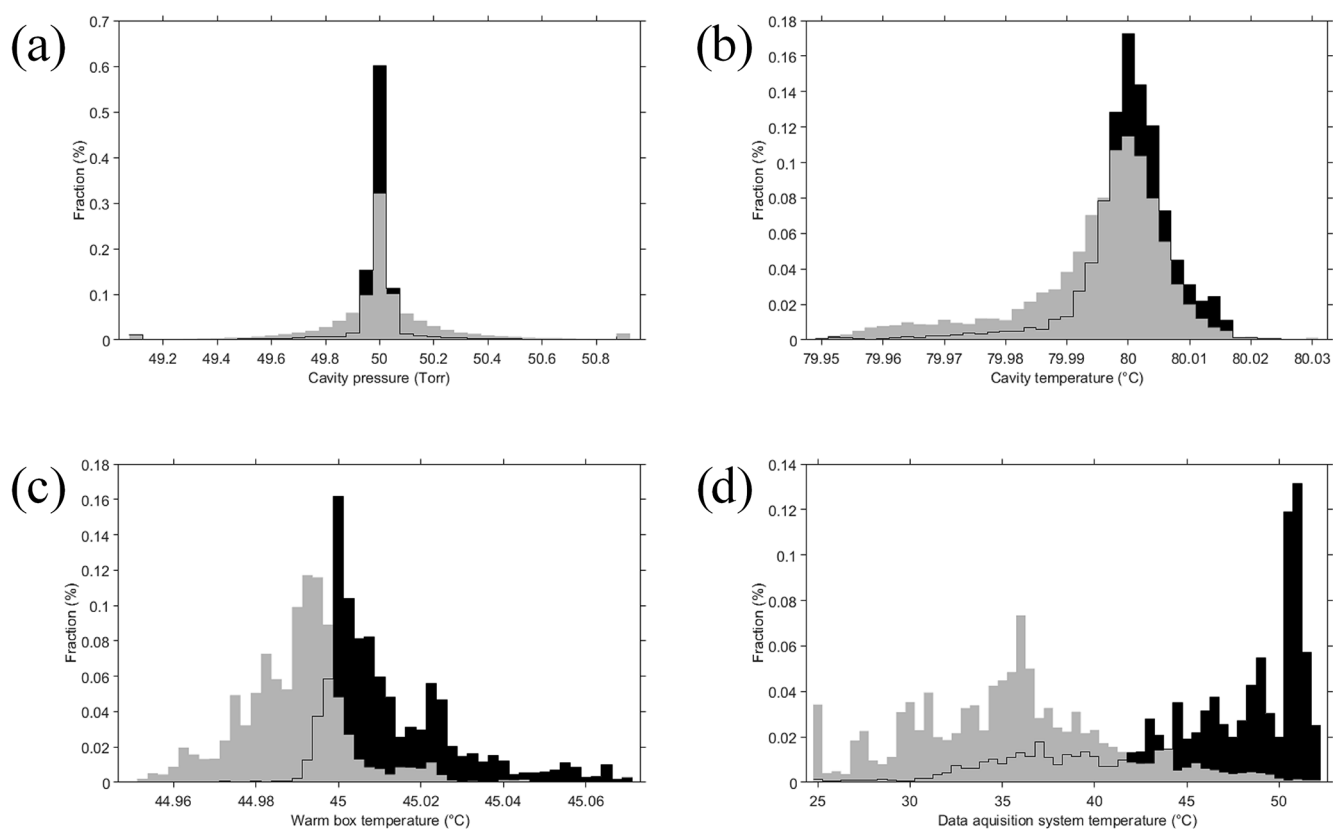 (a)
0.7
0.6
0.5
0.4
0.3
0.2
0.1
0
Fraction (%)
49.2 49.4 49.6 49.8 50 50.2 50.4 50.6 50.8
Cavity pressure (Torr)
(b)
0.18
0.16
0.14
0.12
0.1
0.08
0.06
0.04
0.02
0
Fraction (%)
79.95 79.96 79.97 79.98 79.99 80 80.01 80.02 80.03
Cavity temperature (°C)
(c)
0.18
0.16
0.14
0.12
0.1
0.08
0.06
0.04
0.02
0
Fraction (%)
44.96 44.98 45 45.02 45.04 45.06
Warm box temperature (°C)
(d)
0.14
0.12
0.1
0.08
0.06
0.04
0.02
0
Fraction (%)
25 30 35 40 45 50
Data aquisition system temperature (°C)